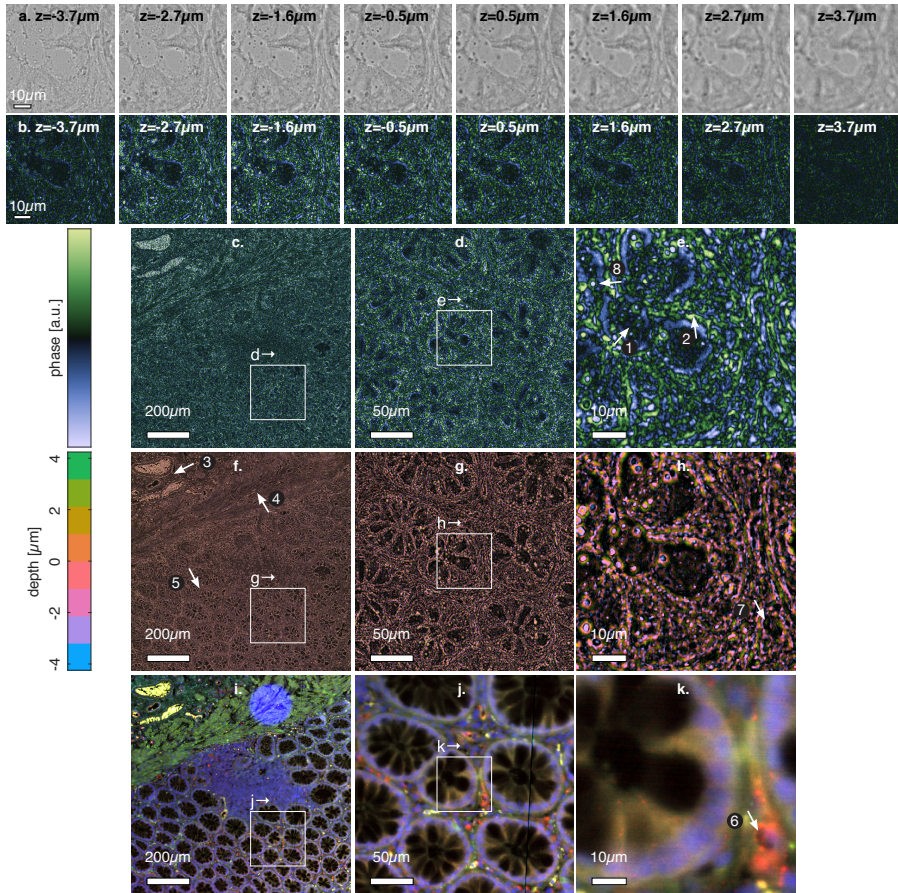 a. z=-3.7µm z=-2.7µm z=-1.6µm z=-0.5µm z=0.5µm z=1.6µm z=2.7µm z=3.7µm
10µm
b. z=-3.7µm z=-2.7µm z=-1.6µm z=-0.5µm z=0.5µm z=1.6µm z=2.7µm z=3.7µm
10µm
phase [a.u.]
c.
d→
200µm
d.
e→
50µm
e.
8
1
2
10µm
depth [µm]
4
2
0
-2
-4
f.
3
4
5
g→
200µm
g.
h→
50µm
h.
7
10µm
i.
j→
200µm
j.
k→
50µm
k.
6
10µm